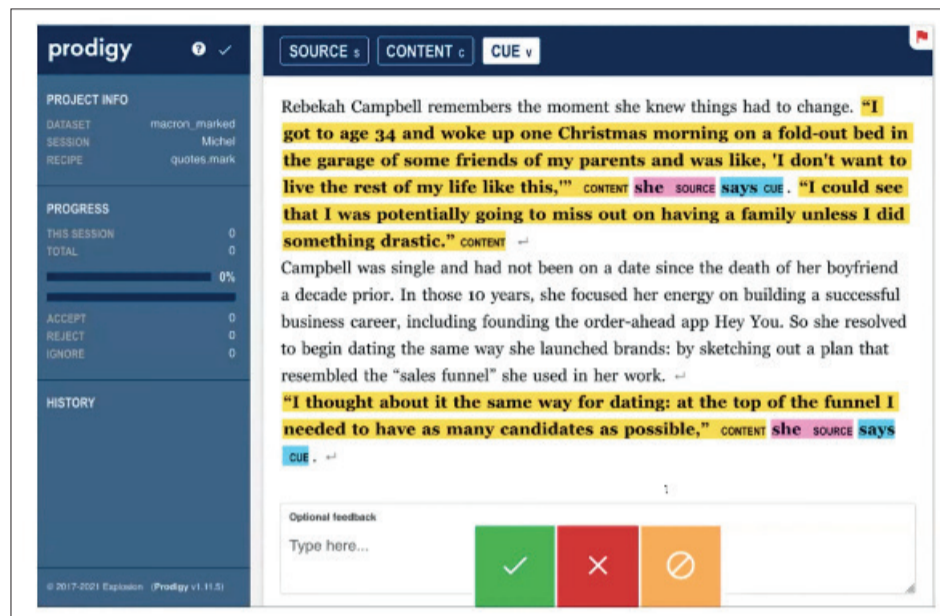 prodigy ?
PROJECT INFO
DATASET macron_marked
SESSION Michel
RECIPE quotes.mark
PROGRESS
THIS SESSION 0
TOTAL 0
0%
ACCEPT 0
REJECT 0
IGNORE 0
HISTORY
© 2017-2021 Explosion (Prodigy v1.11.5)
SOURCE s CONTENT c CUE v
Rebekah Campbell remembers the moment she knew things had to change. “I
got to age 34 and woke up one Christmas morning on a fold-out bed in
the garage of some friends of my parents and was like, 'I don't want to
live the rest of my life like this,'” CONTENT she SOURCE says CUE . “I could see
that I was potentially going to miss out on having a family unless I did
something drastic.” CONTENT ↵
Campbell was single and had not been on a date since the death of her boyfriend
a decade prior. In those 10 years, she focused her energy on building a successful
business career, including founding the order-ahead app Hey You. So she resolved
to begin dating the same way she launched brands: by sketching out a plan that
resembled the “sales funnel” she used in her work. ↵
“I thought about it the same way for dating: at the top of the funnel I
needed to have as many candidates as possible,” CONTENT she SOURCE says
CUE . ↵
Optional feedback
Type here...